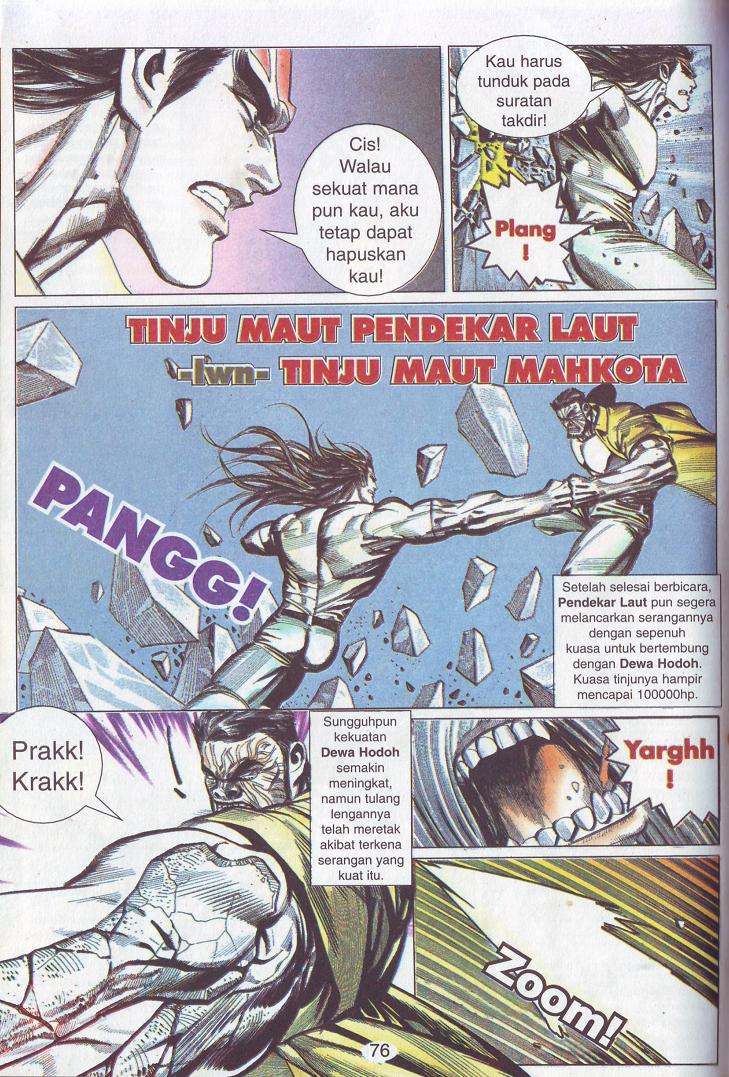 Cis!
Walau
sekuat mana
pun kau, aku
tetap dapat
hapuskan
kau!
Kau harus
tunduk pada
suratan
takdir!
Plang
!
TINJU MAUT PENDEKAR LAUT
-lwn- TINJU MAUT MAHKOTA
PANGG!
Setelah selesai berbicara,
Pendekar Laut pun segera
melancarkan serangannya
dengan sepenuh
kuasa untuk bertembung
dengan Dewa Hodoh.
Kuasa tinjunya hampir
mencapai 100000hp.
Prakk!
Krakk!
Sungguhpun
kekuatan
Dewa Hodoh
semakin
meningkat,
namun tulang
lengannya
telah meretak
akibat terkena
serangan yang
kuat itu.
Yarghh
!
Zoom!
76